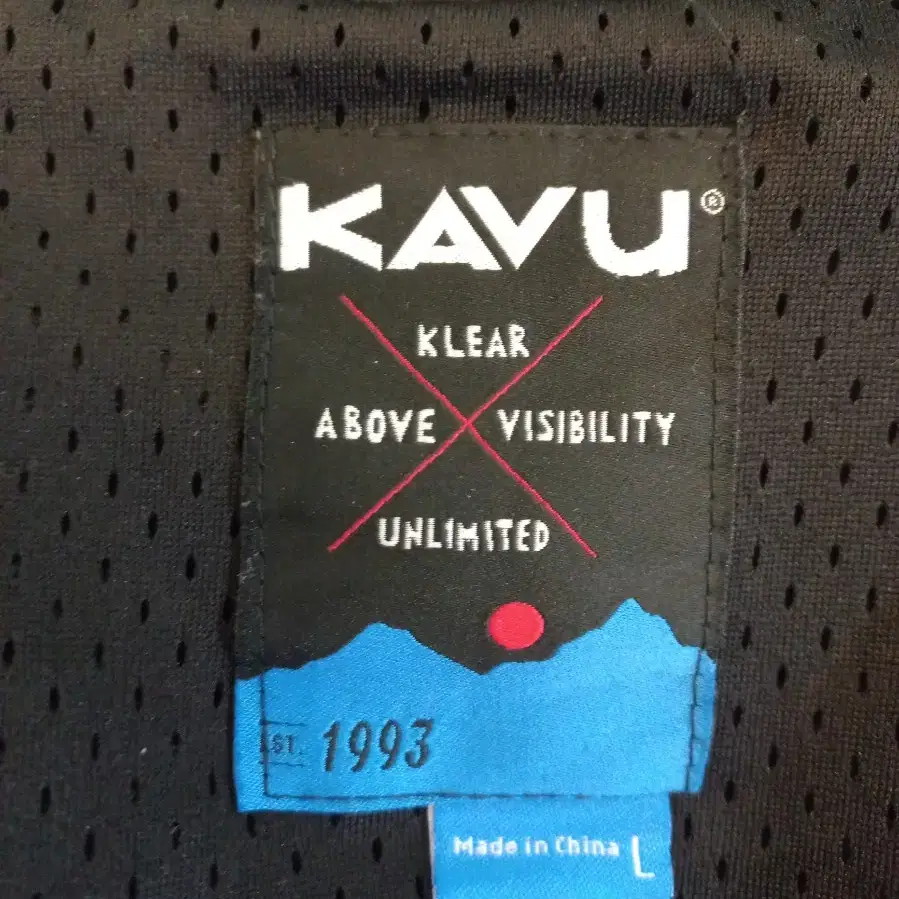 KAVU®
KLEAR
ABOVE VISIBILITY
UNLIMITED
EST. 1993
Made in China L